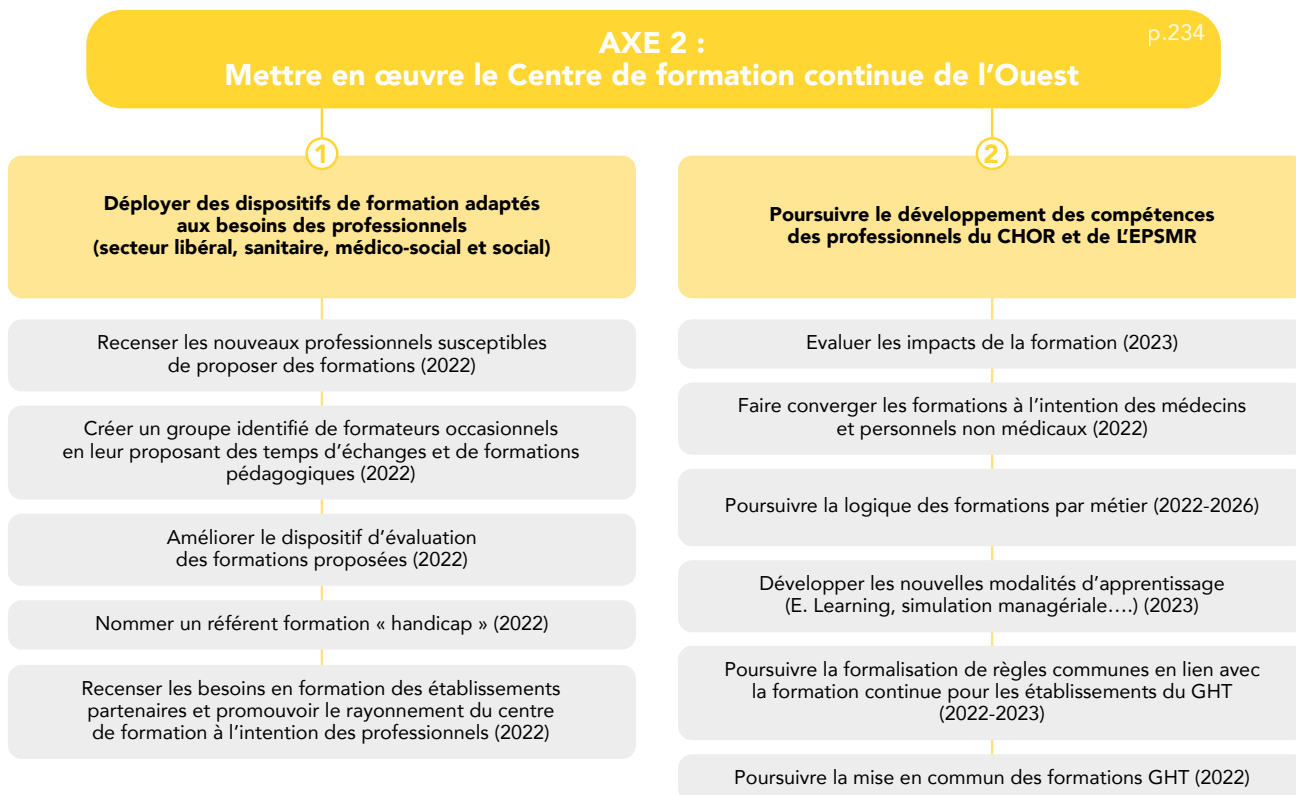 AXE 2 :
p.234
Mettre en œuvre le Centre de formation continue de l'Ouest
1
Déployer des dispositifs de formation adaptés
aux besoins des professionnels
(secteur libéral, sanitaire, médico-social et social)
Recenser les nouveaux professionnels susceptibles
de proposer des formations (2022)
Créer un groupe identifié de formateurs occasionnels
en leur proposant des temps d'échanges et de formations
pédagogiques (2022)
Améliorer le dispositif d'évaluation
des formations proposées (2022)
Nommer un référent formation « handicap » (2022)
Recenser les besoins en formation des établissements
partenaires et promouvoir le rayonnement du centre
de formation à l'intention des professionnels (2022)
2
Poursuivre le développement des compétences
des professionnels du CHOR et de L'EPSMR
Evaluer les impacts de la formation (2023)
Faire converger les formations à l'intention des médecins
et personnels non médicaux (2022)
Poursuivre la logique des formations par métier (2022-2026)
Développer les nouvelles modalités d'apprentissage
(E. Learning, simulation managériale….) (2023)
Poursuivre la formalisation de règles communes en lien avec
la formation continue pour les établissements du GHT
(2022-2023)
Poursuivre la mise en commun des formations GHT (2022)